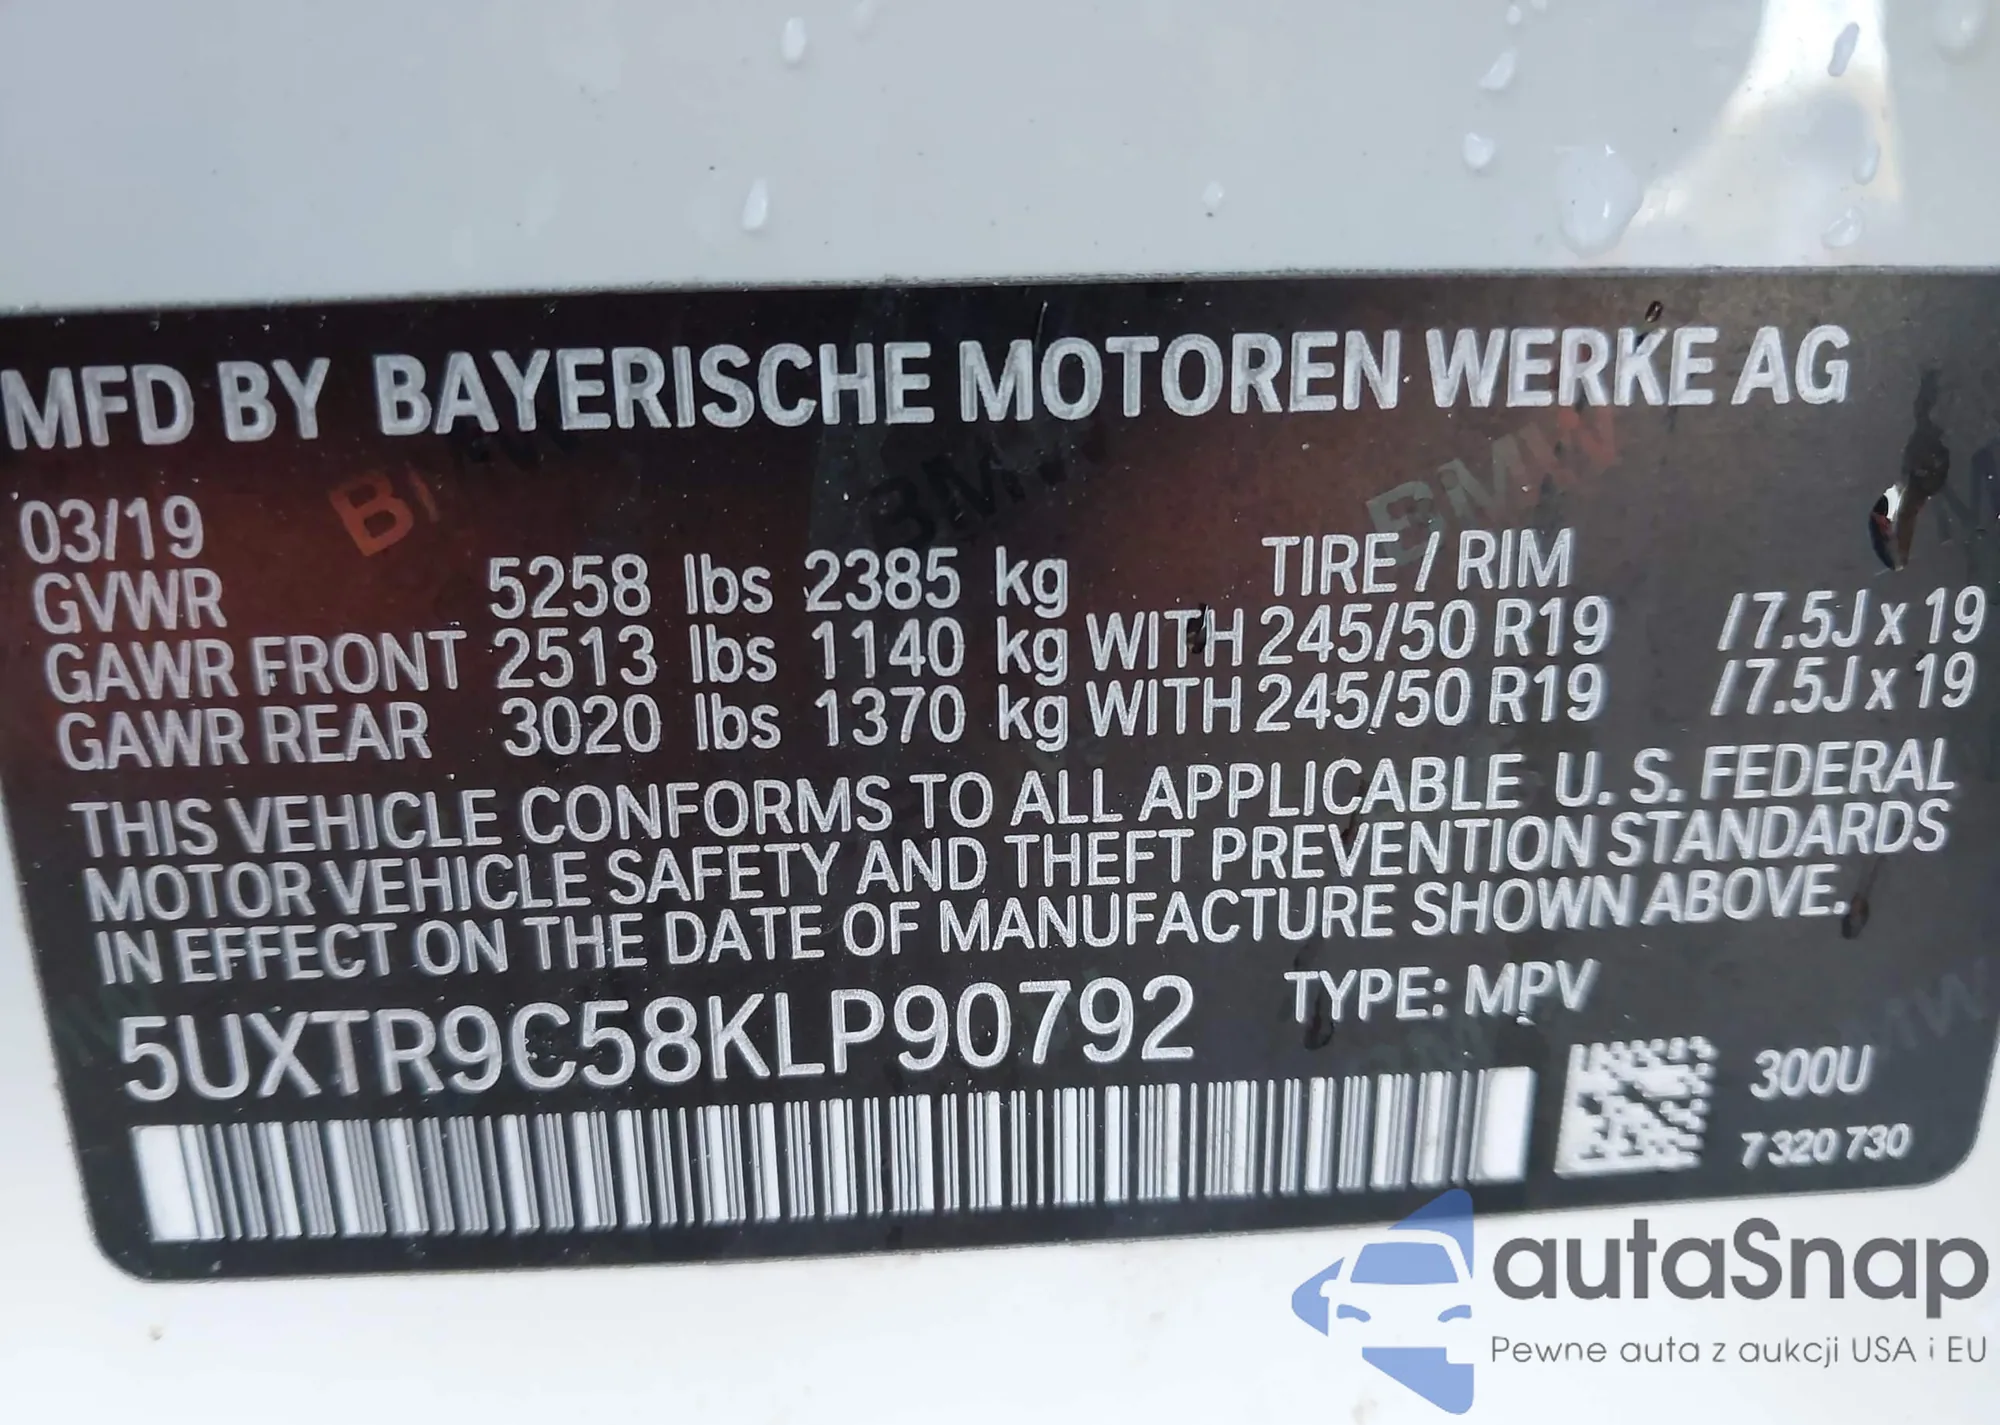 MFD BY BAYERISCHE MOTOREN WERKE AG
BMW BMW BMW
03/19
TIRE / RIM
GVWR 5258 lbs 2385 kg
GAWR FRONT 2513 lbs 1140 kg WITH 245/50 R19 /7.5J x 19
GAWR REAR 3020 lbs 1370 kg WITH 245/50 R19 /7.5J x 19
THIS VEHICLE CONFORMS TO ALL APPLICABLE U. S. FEDERAL
MOTOR VEHICLE SAFETY AND THEFT PREVENTION STANDARDS
IN EFFECT ON THE DATE OF MANUFACTURE SHOWN ABOVE.
5UXTR9C58KLP90792 TYPE: MPV
300U
7 320 730
autaSnap
Pewne auta z aukcji USA i EU